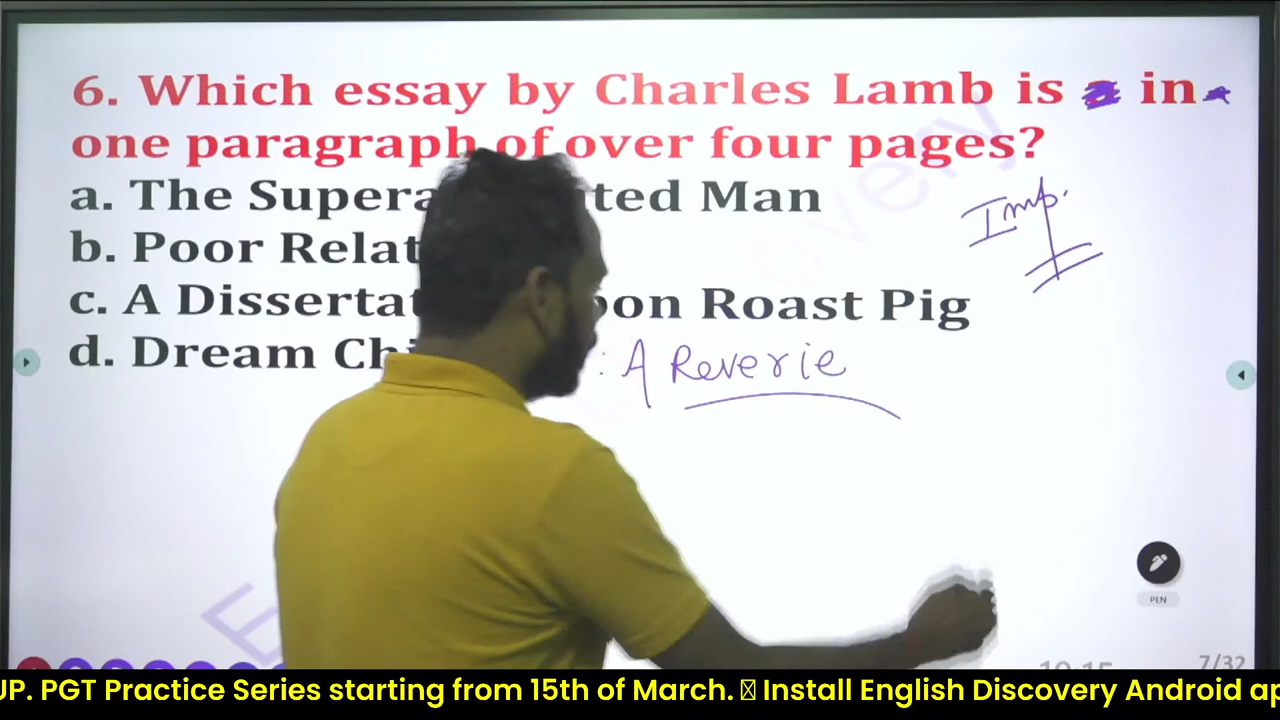 6. Which essay by Charles Lamb is in
one paragraph of over four pages?
a. The Supera ted Man
b. Poor Relat
c. A Dissertat pon Roast Pig
d. Dream Chi : A Reverie
Imp.
PEN
7/32
UP. PGT Practice Series starting from 15th of March. Install English Discovery Android ap